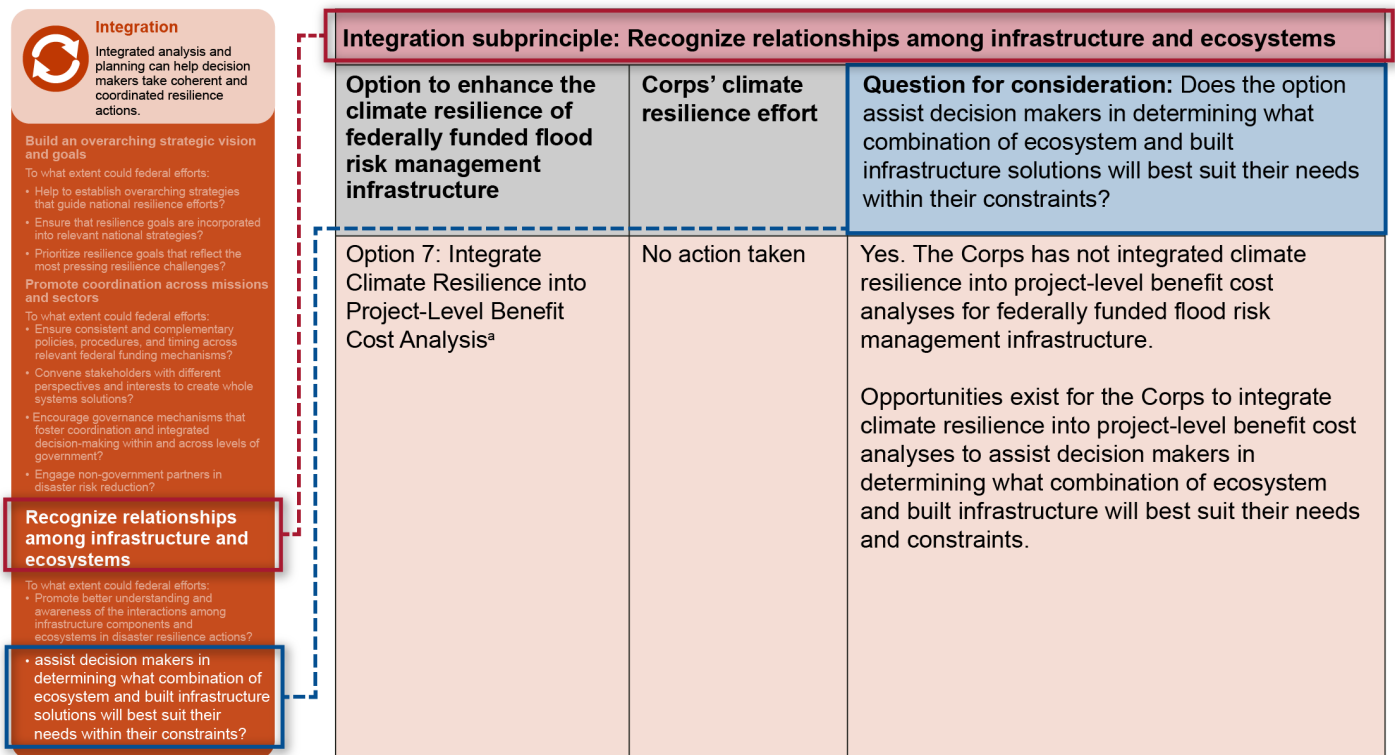 Integration
Integrated analysis and
planning can help decision
makers take coherent and
coordinated resilience
actions.
Build an overarching strategic vision
and goals
To what extent could federal efforts:
• Help to establish overarching strategies
that guide national resilience efforts?
• Ensure that resilience goals are incorporated
into relevant national strategies?
• Prioritize resilience goals that reflect the
most pressing resilience challenges?
Promote coordination across missions
and sectors
To what extent could federal efforts:
• Ensure consistent and complementary
policies, procedures, and timing across
relevant federal funding mechanisms?
• Convene stakeholders with different
perspectives and interests to create whole
systems solutions?
• Encourage governance mechanisms that
foster coordination and integrated
decision-making within and across levels of
government?
• Engage non-government partners in
disaster risk reduction?
Recognize relationships
among infrastructure and
ecosystems
To what extent could federal efforts:
• Promote better understanding and
awareness of the interactions among
infrastructure components and
ecosystems in disaster resilience actions?
• assist decision makers in
determining what combination of
ecosystem and built infrastructure
solutions will best suit their
needs within their constraints?
Integration subprinciple: Recognize relationships among infrastructure and ecosystems
Option to enhance the
climate resilience of
federally funded flood
risk management
infrastructure
Corps’ climate
resilience effort
Question for consideration: Does the option
assist decision makers in determining what
combination of ecosystem and built
infrastructure solutions will best suit their needs
within their constraints?
Option 7: Integrate
Climate Resilience into
Project-Level Benefit
Cost Analysisᵃ
No action taken
Yes. The Corps has not integrated climate
resilience into project-level benefit cost
analyses for federally funded flood risk
management infrastructure.
Opportunities exist for the Corps to integrate
climate resilience into project-level benefit cost
analyses to assist decision makers in
determining what combination of ecosystem
and built infrastructure will best suit their needs
and constraints.